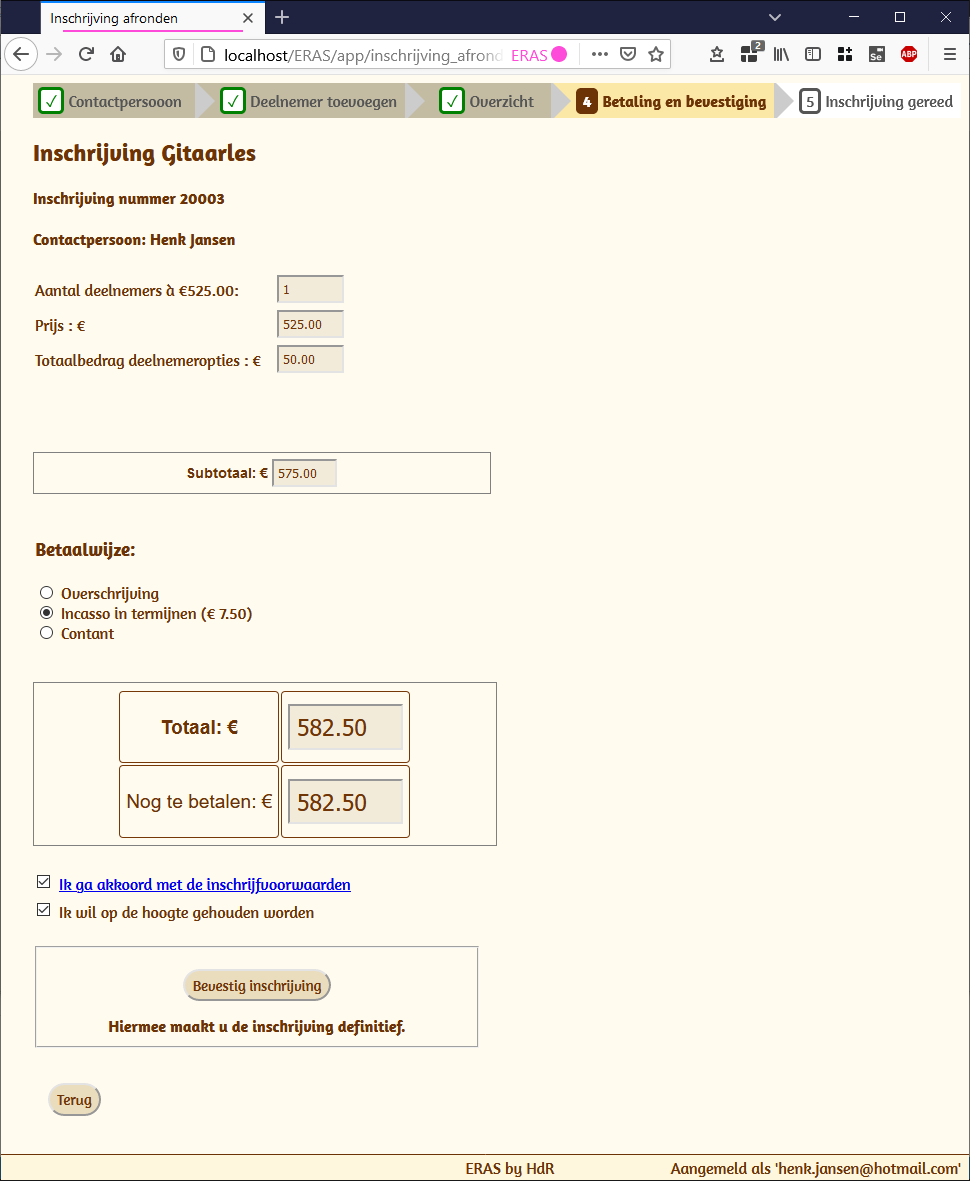 Inschrijving afronden
localhost/ERAS/app/inschrijving_afrond ERAS
2
Se
ABP
Contactpersooon Deelnemer toevoegen Overzicht 4 Betaling en bevestiging 5 Inschrijving gereed
Inschrijving Gitaarles
Inschrijving nummer 20003
Contactpersoon: Henk Jansen
Aantal deelnemers à €525.00: 1
Prijs : € 525.00
Totaalbedrag deelnemeropties : € 50.00
Subtotaal: € 575.00
Betaalwijze:
Overschrijving
Incasso in termijnen (€ 7.50)
Contant
Totaal: € 582.50
Nog te betalen: € 582.50
Ik ga akkoord met de inschrijfvoorwaarden
Ik wil op de hoogte gehouden worden
Bevestig inschrijving
Hiermee maakt u de inschrijving definitief.
Terug
ERAS by HdR Aangemeld als 'henk.jansen@hotmail.com'